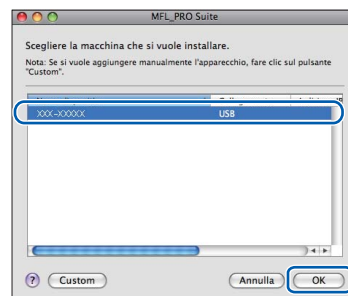 MFL_PRO Suite
Scegliere la macchina che si vuole installare.
Nota: Se si vuole aggiungere manualmente l'apparecchio, fare clic sul pulsante
"Custom".
XXX-XXXXX USB
? Custom Annulla OK